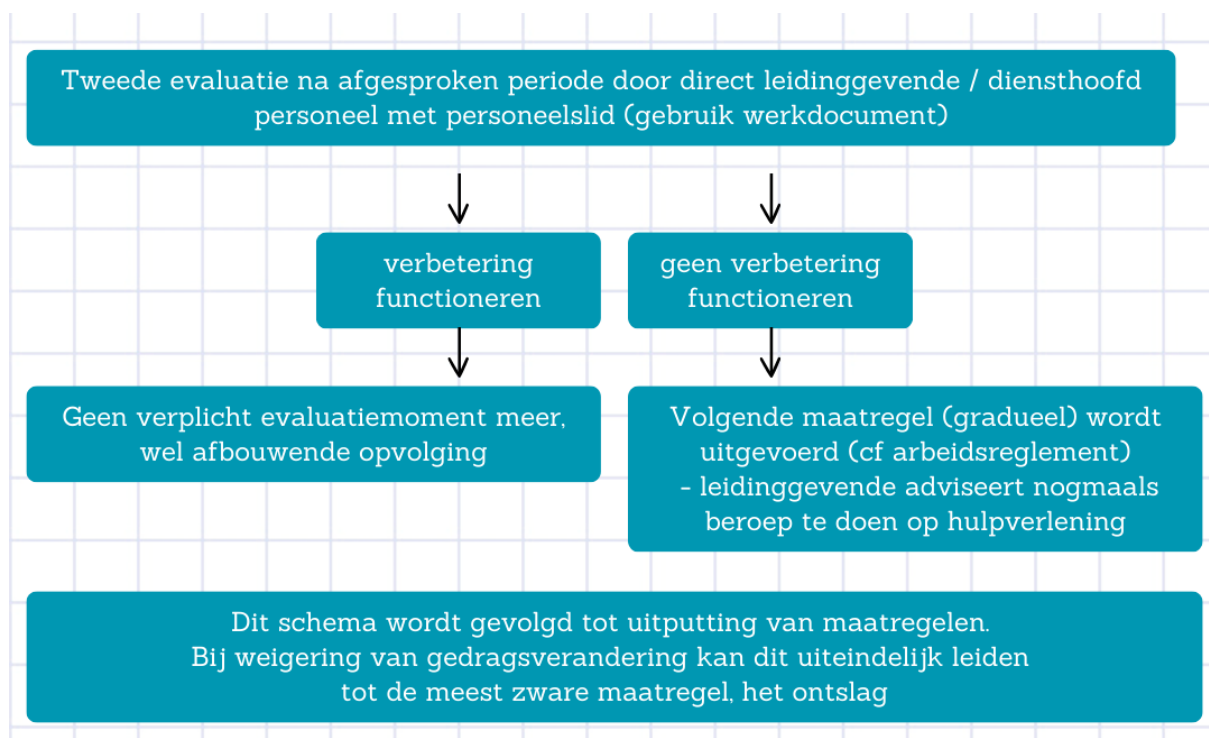 Tweede evaluatie na afgesproken periode door direct leidinggevende / diensthoofd
personeel met personeelslid (gebruik werkdocument)
verbetering
functioneren
geen verbetering
functioneren
Geen verplicht evaluatiemoment meer,
wel afbouwende opvolging
Volgende maatregel (gradueel) wordt
uitgevoerd (cf arbeidsreglement)
- leidinggevende adviseert nogmaals
beroep te doen op hulpverlening
Dit schema wordt gevolgd tot uitputting van maatregelen.
Bij weigering van gedragsverandering kan dit uiteindelijk leiden
tot de meest zware maatregel, het ontslag